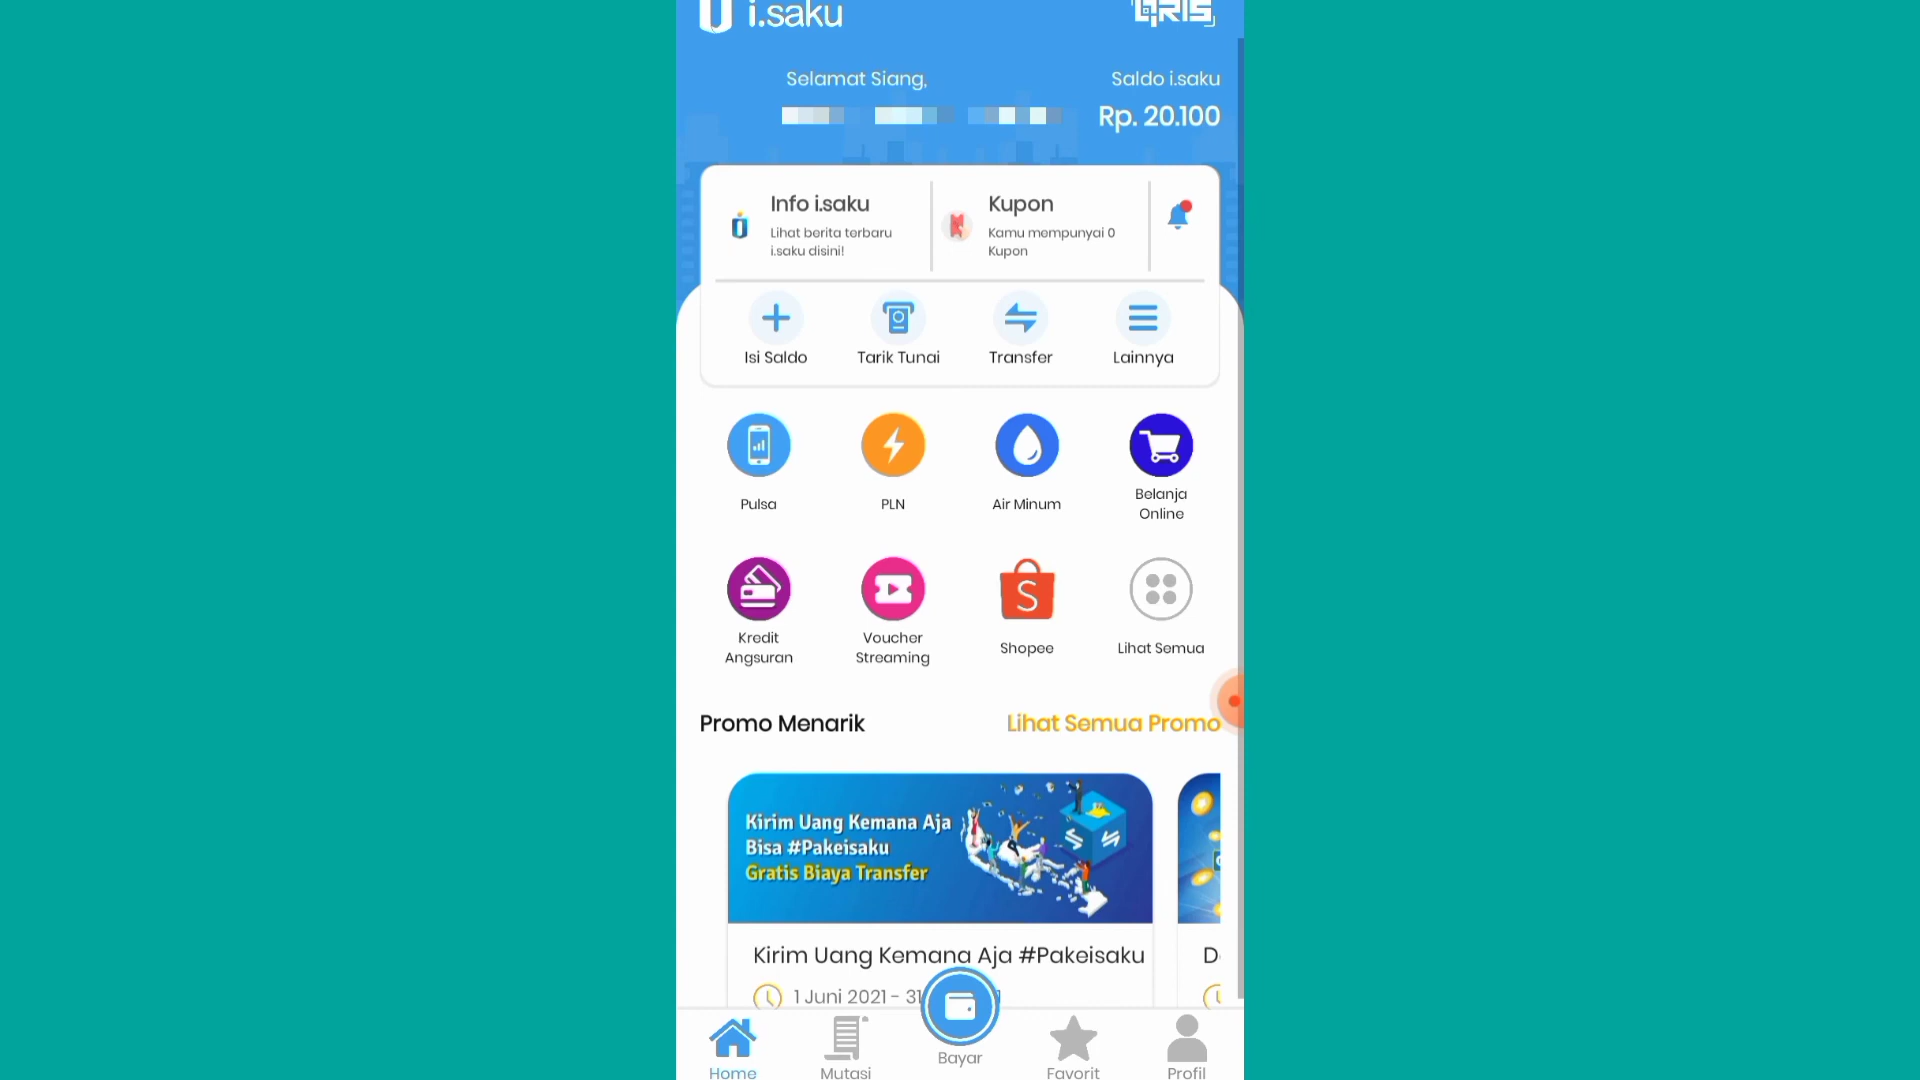 i.saku
QRIS
Selamat Siang,
Saldo i.saku
Rp. 20.100
Info i.saku
Lihat berita terbaru
i.saku disini!
Kupon
Kamu mempunyai 0
Kupon
Isi Saldo
Tarik Tunai
Transfer
Lainnya
Pulsa
PLN
Air Minum
Belanja
Online
Kredit
Angsuran
Voucher
Streaming
S
Shopee
Lihat Semua
Promo Menarik
Lihat Semua Promo
Kirim Uang Kemana Aja
Bisa #Pakeisaku
Gratis Biaya Transfer
Kirim Uang Kemana Aja #Pakeisaku
1 Juni 2021 - 31
Home
Mutasi
Bayar
Favorit
Profil